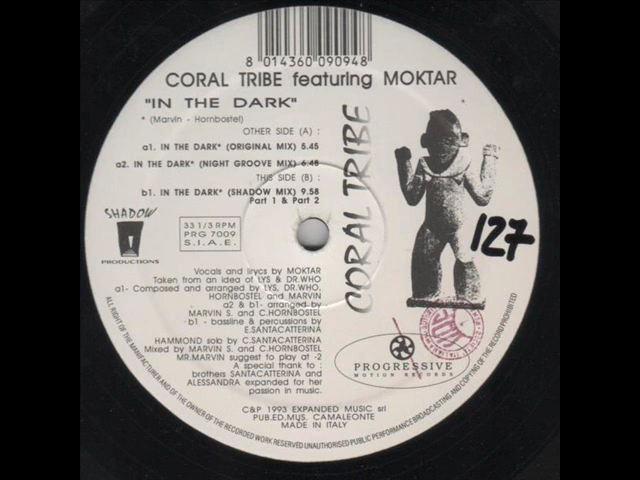 8 014360 090948
CORAL TRIBE featuring MOKTAR
"IN THE DARK"
* (Marvin - Hornbostel)
OTHER SIDE (A) :
a1. IN THE DARK* (ORIGINAL MIX) 5.45
a2. IN THE DARK* (NIGHT GROOVE MIX) 6.48
THIS SIDE (B) :
b1. IN THE DARK* (SHADOW MIX) 9.58
Part 1 & Part 2
SHADOW
PRODUCTIONS
33 1/3 RPM
PRG 7009
S.I.A.E.
CORAL TRIBE
127
Vocals and lirycs by MOKTAR
Taken from an idea of LYS & DR.WHO
a1- Composed and arranged by LYS, DR.WHO,
HORNBOSTEL and MARVIN
a2 & b1- arranged by
MARVIN S. and C.HORNBOSTEL
b1 - bassline & percussions by
E.SANTACATTERINA
HAMMOND solo by C.SANTACATTERINA
Mixed by MARVIN S. and C.HORNBOSTEL
MR.MARVIN suggest to play at -2
A special thank to :
brothers SANTACATTERINA and
ALESSANDRA expanded for her
passion in music.
PROGRESSIVE
MOTION RECORDS
C&P 1993 EXPANDED MUSIC srl
PUB.ED.MUS. CAMALEONTE
MADE IN ITALY
ALL RIGHT OF THE MANUFACTURER AND OF THE OWNER OF THE RECORDED WORK RESERVED UNAUTHORISED PUBLIC PERFORMANCE BROADCASTING AND COPYING OF THIS RECORD PROHIBITED